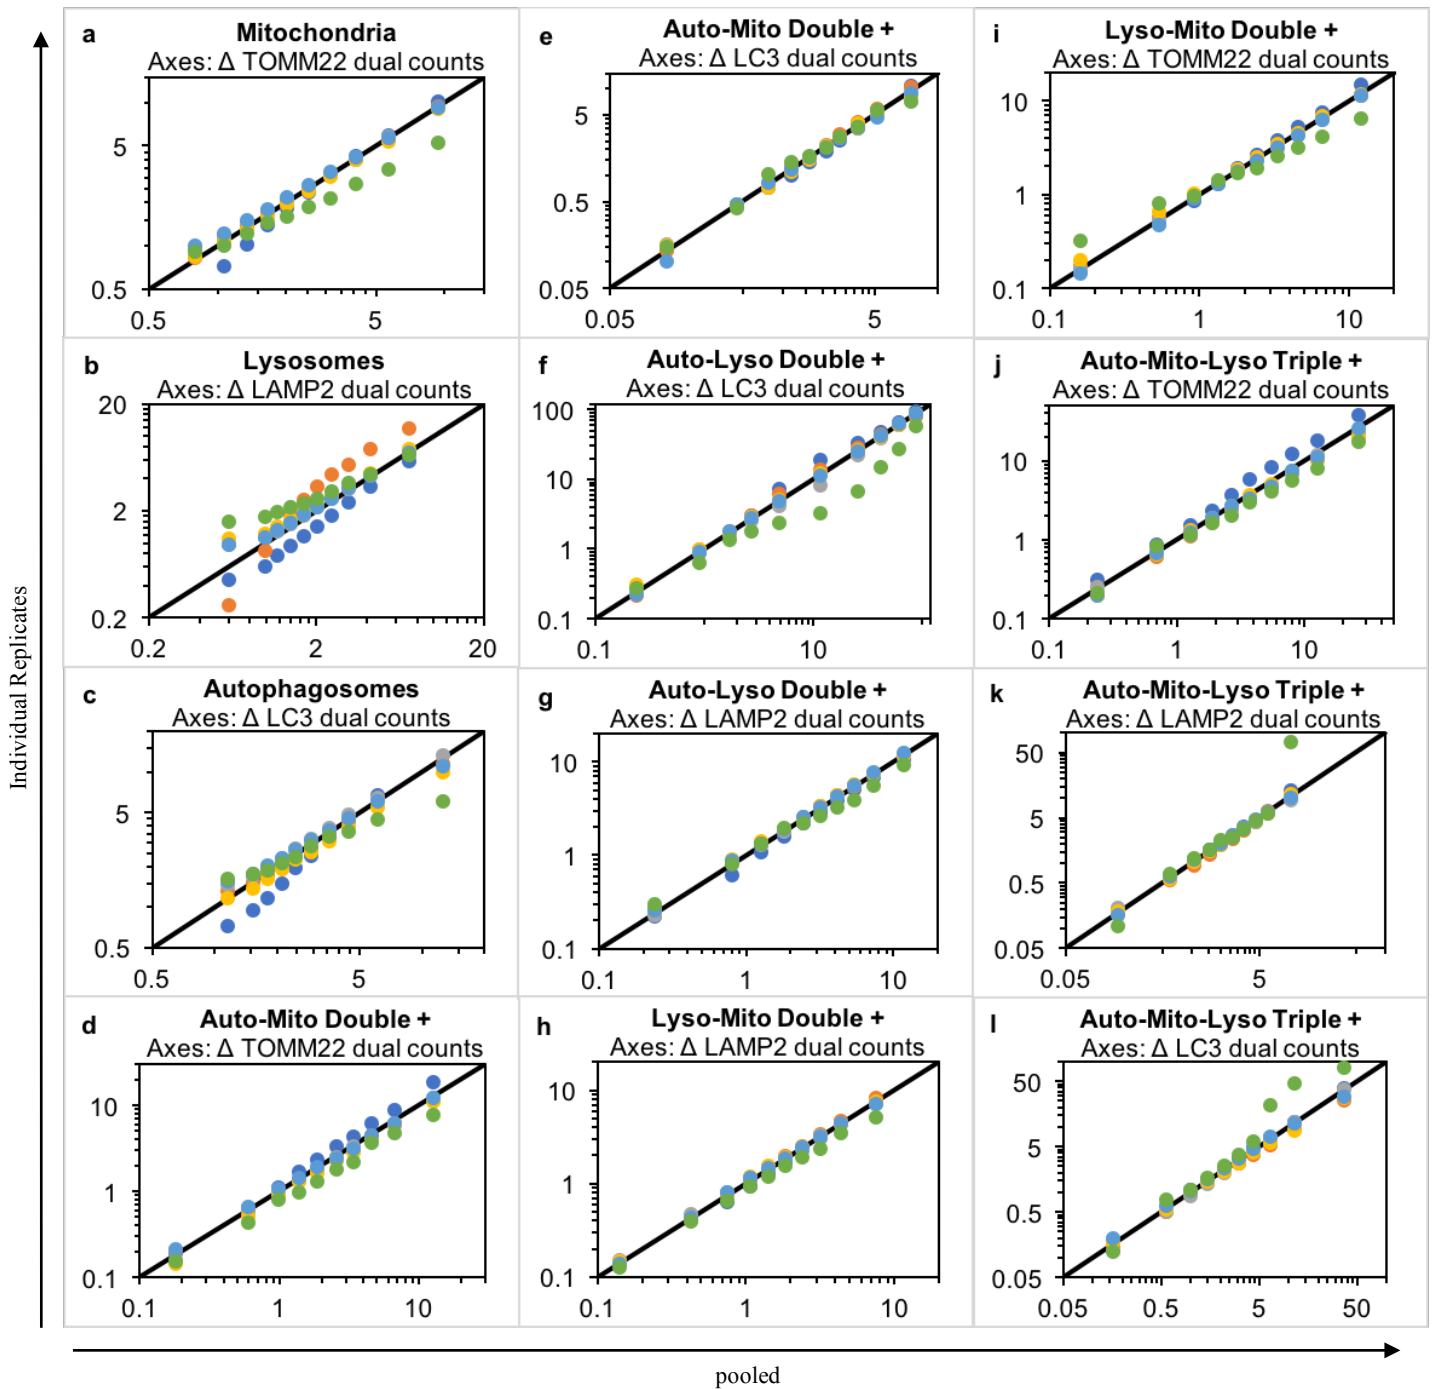 Individual Replicates
a
Mitochondria
Axes: Δ TOMM22 dual counts
5
0.5
0.5 5
b
Lysosomes
Axes: Δ LAMP2 dual counts
20
2
0.2
0.2 2 20
c
Autophagosomes
Axes: Δ LC3 dual counts
5
0.5
0.5 5
d
Auto-Mito Double +
Axes: Δ TOMM22 dual counts
10
1
0.1
0.1 1 10
e
Auto-Mito Double +
Axes: Δ LC3 dual counts
5
0.5
0.05
0.05 5
f
Auto-Lyso Double +
Axes: Δ LC3 dual counts
100
10
1
0.1
0.1 10
g
Auto-Lyso Double +
Axes: Δ LAMP2 dual counts
10
1
0.1
0.1 1 10
h
Lyso-Mito Double +
Axes: Δ LAMP2 dual counts
10
1
0.1
0.1 1 10
i
Lyso-Mito Double +
Axes: Δ TOMM22 dual counts
10
1
0.1
0.1 1 10
j
Auto-Mito-Lyso Triple +
Axes: Δ TOMM22 dual counts
10
1
0.1
0.1 1 10
k
Auto-Mito-Lyso Triple +
Axes: Δ LAMP2 dual counts
50
5
0.5
0.05
0.05 5
l
Auto-Mito-Lyso Triple +
Axes: Δ LC3 dual counts
50
5
0.5
0.05
0.05 0.5 5 50
pooled